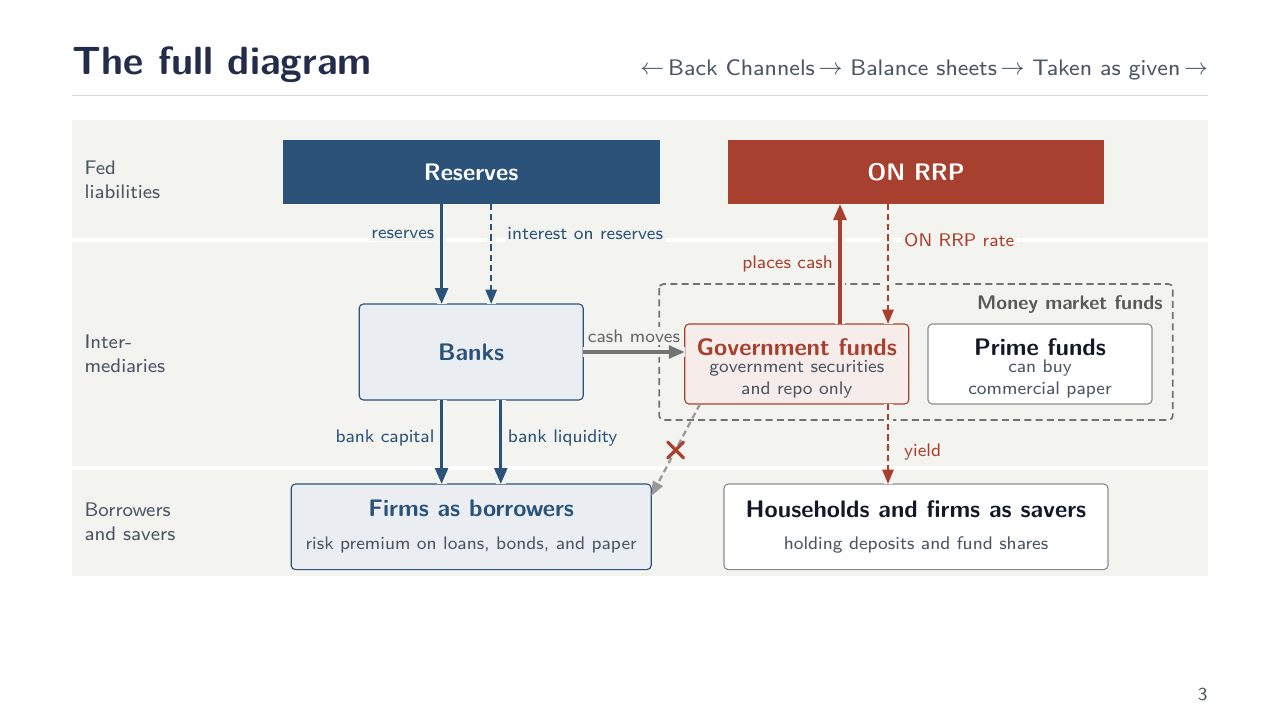 The full diagram
← Back Channels → Balance sheets → Taken as given →
Fed
liabilities
Reserves
ON RRP
reserves
interest on reserves
ON RRP rate
places cash
Inter-
mediaries
Money market funds
Banks
cash moves
Government funds
government securities
and repo only
Prime funds
can buy
commercial paper
bank capital
bank liquidity
yield
Borrowers
and savers
Firms as borrowers
risk premium on loans, bonds, and paper
Households and firms as savers
holding deposits and fund shares
3